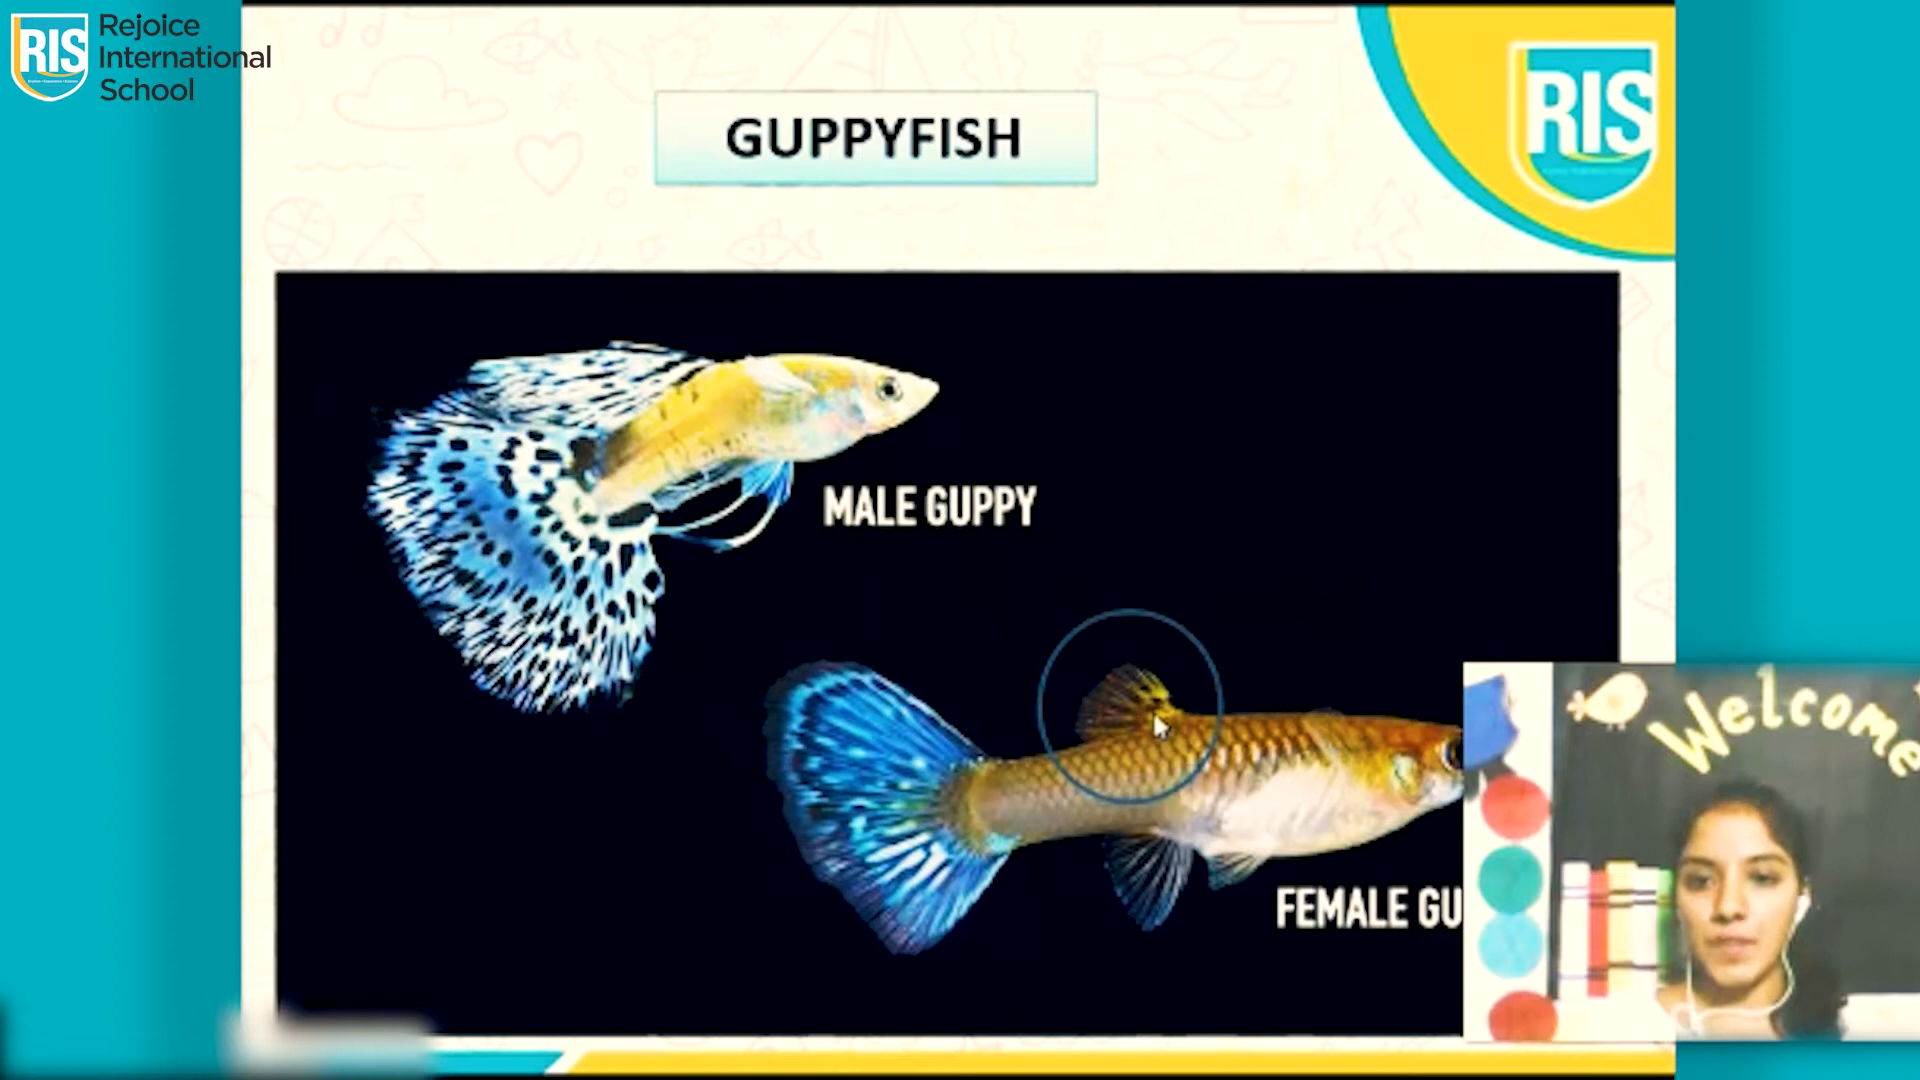 RIS
Rejoice
International
School
GUPPYFISH
RIS
MALE GUPPY
FEMALE GU
Welcome